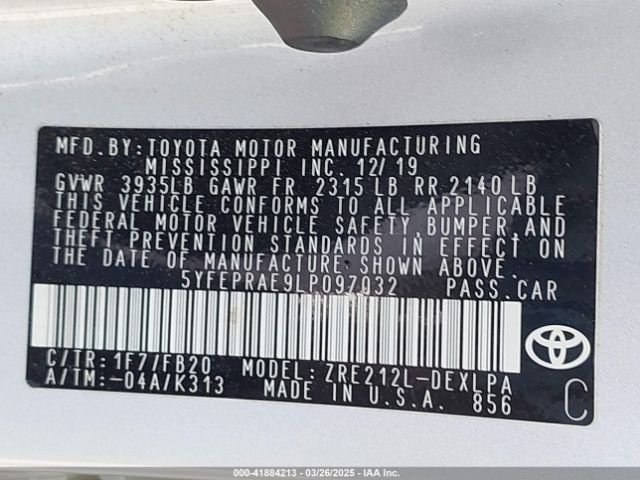 MFD. BY: TOYOTA MOTOR MANUFACTURING
MISSISSIPPI INC. 12/19
GVWR 3935LB GAWR FR 2315 LB RR 2140 LB
THIS VEHICLE CONFORMS TO ALL APPLICABLE
FEDERAL MOTOR VEHICLE SAFETY, BUMPER AND
THEFT PREVENTION STANDARDS IN EFFECT ON
THE DATE OF MANUFACTURE SHOWN ABOVE.
5YFEPRAE9LP097032 PASS. CAR
C/TR: 1F7/FB20 MODEL: ZRE212L-DEXLPA
A/TM: -04A/K313 MADE IN U.S.A. 856
C
000-41884213 - 03/26/2025 - IAA Inc.